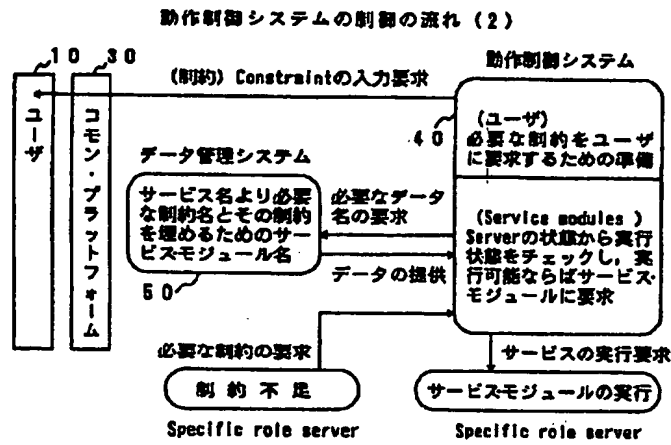 動作制御システムの制御の流れ (2)
10
30
ユーザ
コモン・プラットフォーム
(制約) Constraintの入力要求
動作制御システム
40
(ユーザ)
必要な制約をユーザ
に要求するための準備
データ管理システム
サービス名より必要
な制約名とその制約
を埋めるためのサー
ビスモジュール名
50
必要なデータ
名の要求
データの提供
(Service modules )
Serverの状態から実行
状態をチェックし,実
行可能ならばサービス・
モジュールに要求
必要な制約の要求
サービスの実行要求
制約不足
サービスモジュールの実行
Specific role server
Specific role server